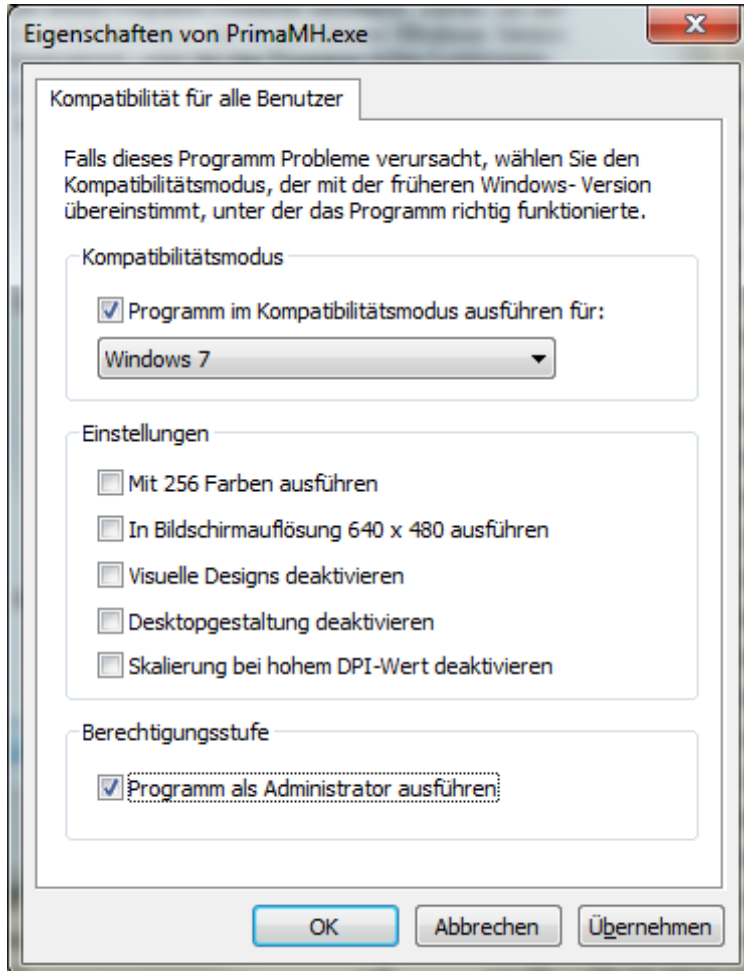 Eigenschaften von PrimaMH.exe
Kompatibilität für alle Benutzer
Falls dieses Programm Probleme verursacht, wählen Sie den
Kompatibilitätsmodus, der mit der früheren Windows- Version
übereinstimmt, unter der das Programm richtig funktionierte.
Kompatibilitätsmodus
Programm im Kompatibilitätsmodus ausführen für:
Windows 7
Einstellungen
Mit 256 Farben ausführen
In Bildschirmauflösung 640 x 480 ausführen
Visuelle Designs deaktivieren
Desktopgestaltung deaktivieren
Skalierung bei hohem DPI-Wert deaktivieren
Berechtigungsstufe
Programm als Administrator ausführen
OK Abbrechen Übernehmen